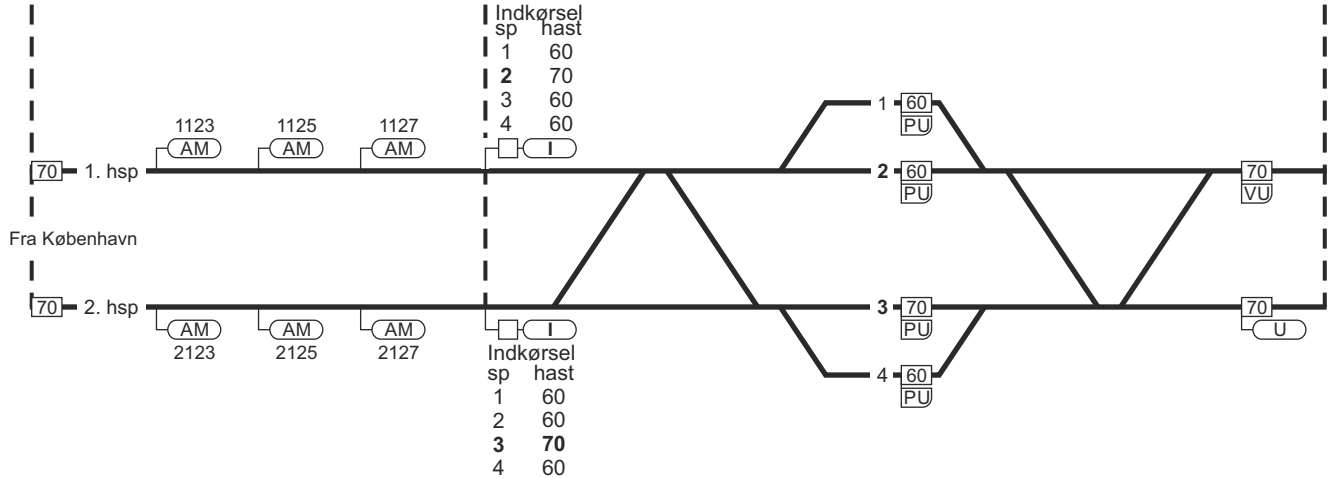 Indkørsel
sp hast
1 60
2 70
3 60
4 60
1123 1125 1127
AM AM AM I
1 60
PU
70 1. hsp 2 60 70
PU VU
Fra København
70 2. hsp 3 70 70
AM AM AM I PU U
2123 2125 2127
Indkørsel
sp hast
4 60
PU
1 60
2 60
3 70
4 60